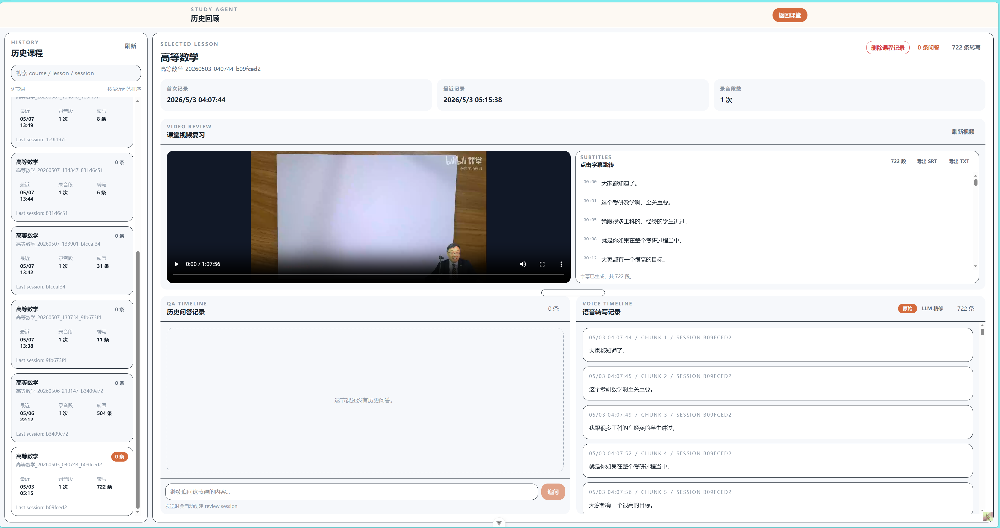 STUDY AGENT
历史回顾
返回课堂
HISTORY
历史课程
刷新
搜索 course / lesson / session
9 节课
按最近问答排序
高等数学_20260507_134848_1e9f197f
最近
录音段
转写
05/07
13:49
1 次
8 条
Last session: 1e9f197f
高等数学
0 条
高等数学_20260507_134347_831d6c51
最近
录音段
转写
05/07
13:44
1 次
6 条
Last session: 831d6c51
高等数学
0 条
高等数学_20260507_133901_bfceaf34
最近
录音段
转写
05/07
13:42
1 次
31 条
Last session: bfceaf34
高等数学
0 条
高等数学_20260507_133734_9fb673f4
最近
录音段
转写
05/07
13:38
1 次
11 条
Last session: 9fb673f4
高等数学
0 条
高等数学_20260506_213147_b3409e72
最近
录音段
转写
05/06
22:12
1 次
504 条
Last session: b3409e72
高等数学
0 条
高等数学_20260503_040744_b09fced2
最近
录音段
转写
05/03
05:15
1 次
722 条
Last session: b09fced2
SELECTED LESSON
高等数学
高等数学_20260503_040744_b09fced2
删除课程记录
0 条问答
722 条转写
首次记录
2026/5/3 04:07:44
最近记录
2026/5/3 05:15:38
录音段数
1 次
VIDEO REVIEW
课堂视频复习
刷新视频
bilibili 课堂
@数学汤家凤
0:00 / 1:07:56
SUBTITLES
点击字幕跳转
722 段
导出 SRT
导出 TXT
00:00 大家都知道了。
00:01 这个考研数学啊，至关重要。
00:05 我跟很多工科的、经类的学生讲过，
00:08 就是你如果在整个考研过程当中，
00:12 大家都有一个很高的目标。
字幕已生成，共 722 段。
QA TIMELINE
历史问答记录
0 条
这节课还没有历史问答。
继续追问这节课的内容...
追问
发送时会自动创建 review session
VOICE TIMELINE
语音转写记录
原始
LLM 精修
722 条
05/03 04:07:44 / CHUNK 1 / SESSION B09FCED2
大家都知道了，
05/03 04:07:45 / CHUNK 2 / SESSION B09FCED2
这个考研数学啊至关重要。
05/03 04:07:49 / CHUNK 3 / SESSION B09FCED2
我跟很多工科的车经类的学生讲过，
05/03 04:07:52 / CHUNK 4 / SESSION B09FCED2
就是你如果在整个考研过程当中，
05/03 04:07:56 / CHUNK 5 / SESSION B09FCED2
大家都有一个很高的目标。